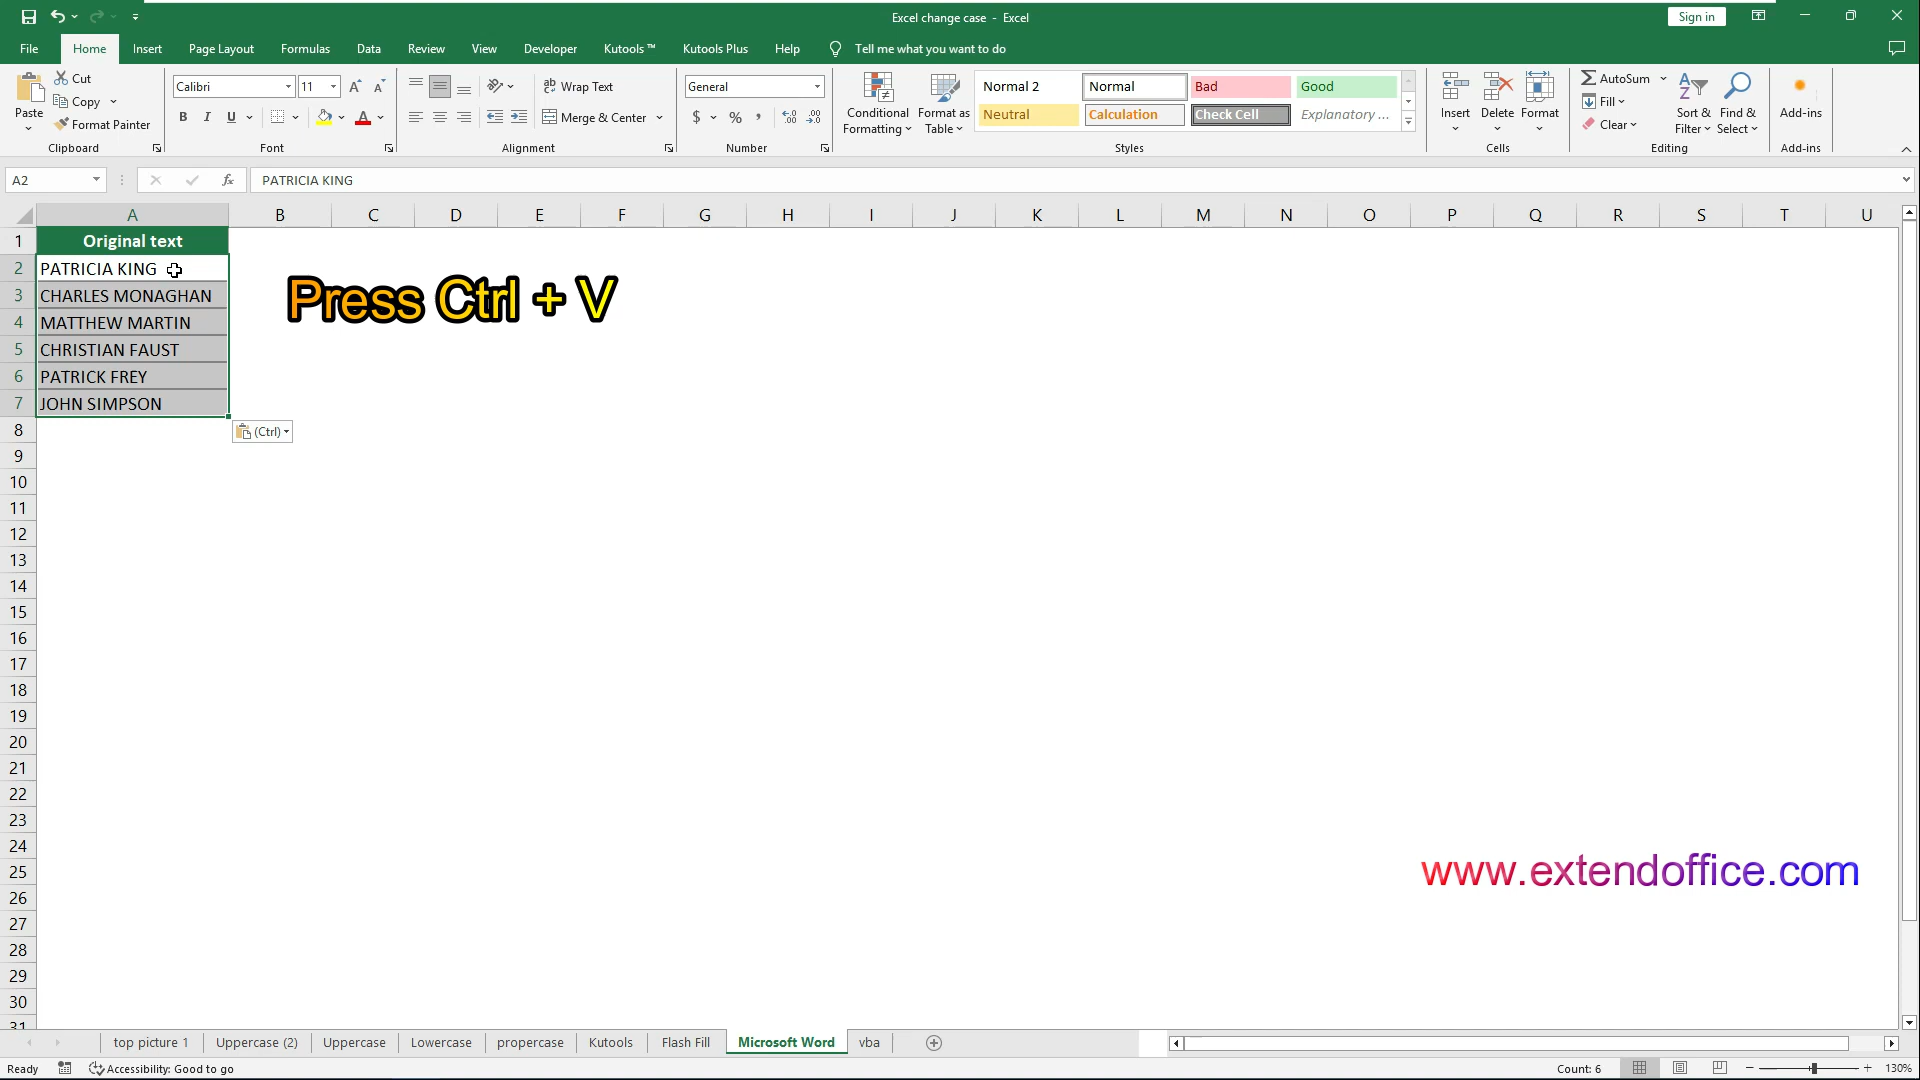 Excel change case - Excel
Sign in
File Home Insert Page Layout Formulas Data Review View Developer Kutools ™ Kutools Plus Help Tell me what you want to do
Paste
Cut
Copy
Format Painter
Clipboard
Calibri 11
B I U
Font
Wrap Text
Merge & Center
Alignment
General
$ % ,
Number
Conditional Formatting
Format as Table
Normal 2 Normal Bad Good
Neutral Calculation Check Cell Explanatory ...
Styles
Insert Delete Format
Cells
AutoSum
Fill
Clear
Sort & Filter
Find & Select
Editing
Add-ins
Add-ins
A2 fx PATRICIA KING
A B C D E F G H I J K L M N O P Q R S T U
1 Original text
2 PATRICIA KING
3 CHARLES MONAGHAN
4 MATTHEW MARTIN
5 CHRISTIAN FAUST
6 PATRICK FREY
7 JOHN SIMPSON
Press Ctrl + V
(Ctrl)
8
9
10
11
12
13
14
15
16
17
18
19
20
21
22
23
24
25
26
27
28
29
30
31
www.extendoffice.com
top picture 1 Uppercase (2) Uppercase Lowercase propercase Kutools Flash Fill Microsoft Word vba
Ready Accessibility: Good to go Count: 6 130%